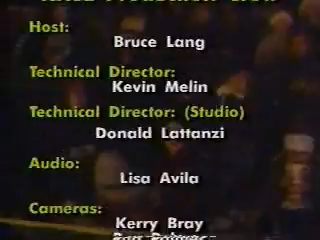 Host:
Bruce Lang
Technical Director:
Kevin Melin
Technical Director: (Studio)
Donald Lattanzi
Audio:
Lisa Avila
Cameras:
Kerry Bray